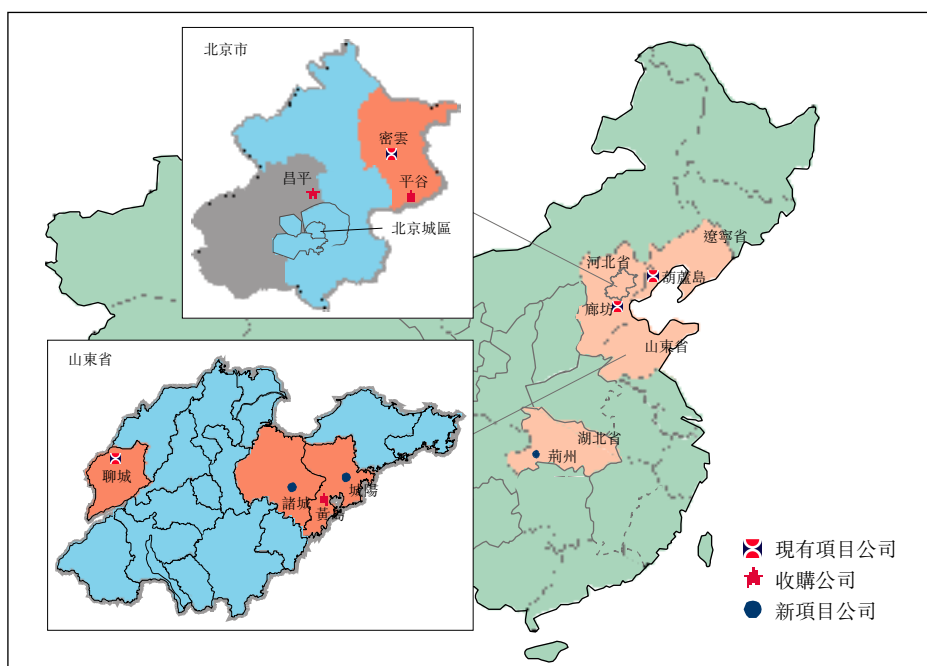 北京市
密雲
昌平
平谷
北京城區
遼寧省
河北省
葫蘆島
廊坊
山東省
山東省
聊城
諸城
城陽
黃島
湖北省
荊州
現有項目公司
收購公司
新項目公司